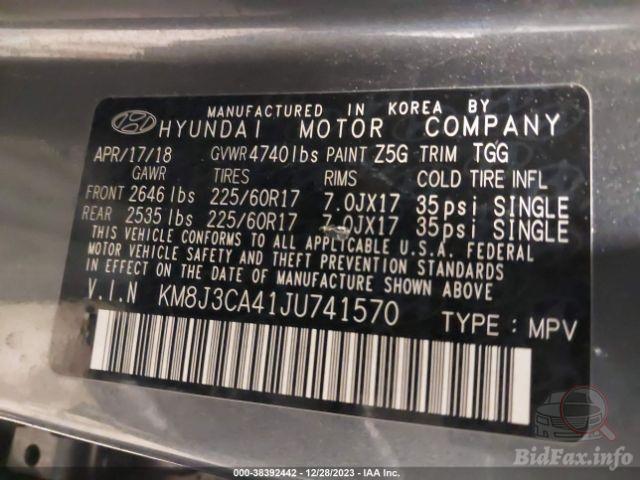 MANUFACTURED IN KOREA BY
HYUNDAI MOTOR COMPANY
APR/17/18 GVWR4740lbs PAINT Z5G TRIM TGG
GAWR TIRES RIMS COLD TIRE INFL
FRONT 2646 lbs 225/60R17 7.0JX17 35psi SINGLE
REAR 2535 lbs 225/60R17 7.0JX17 35psi SINGLE
THIS VEHICLE CONFORMS TO ALL APPLICABLE U.S.A. FEDERAL
MOTOR VEHICLE SAFETY AND THEFT PREVENTION STANDARDS
IN EFFECT ON THE DATE OF MANUFACTURE SHOWN ABOVE.
V.I.N KM8J3CA41JU741570 TYPE : MPV
BidFax.info
000-38392442 - 12/28/2023 - IAA Inc.